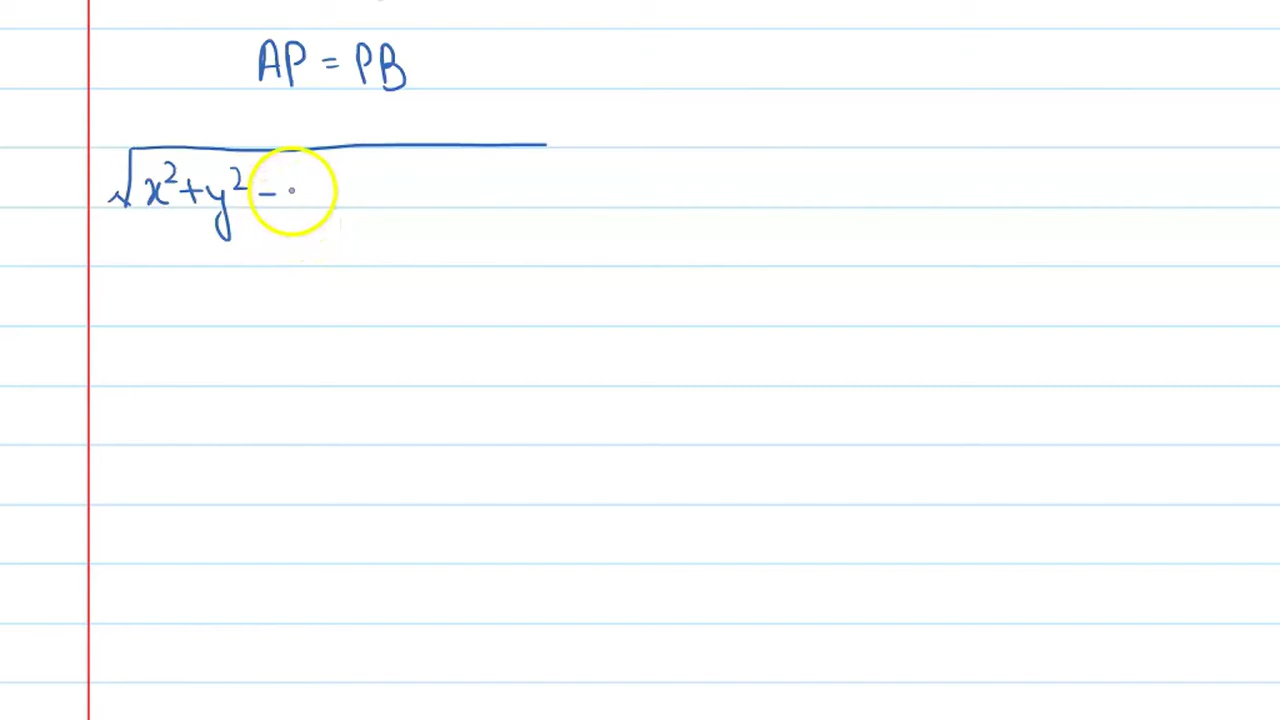 AP = PB
√x²+y² -